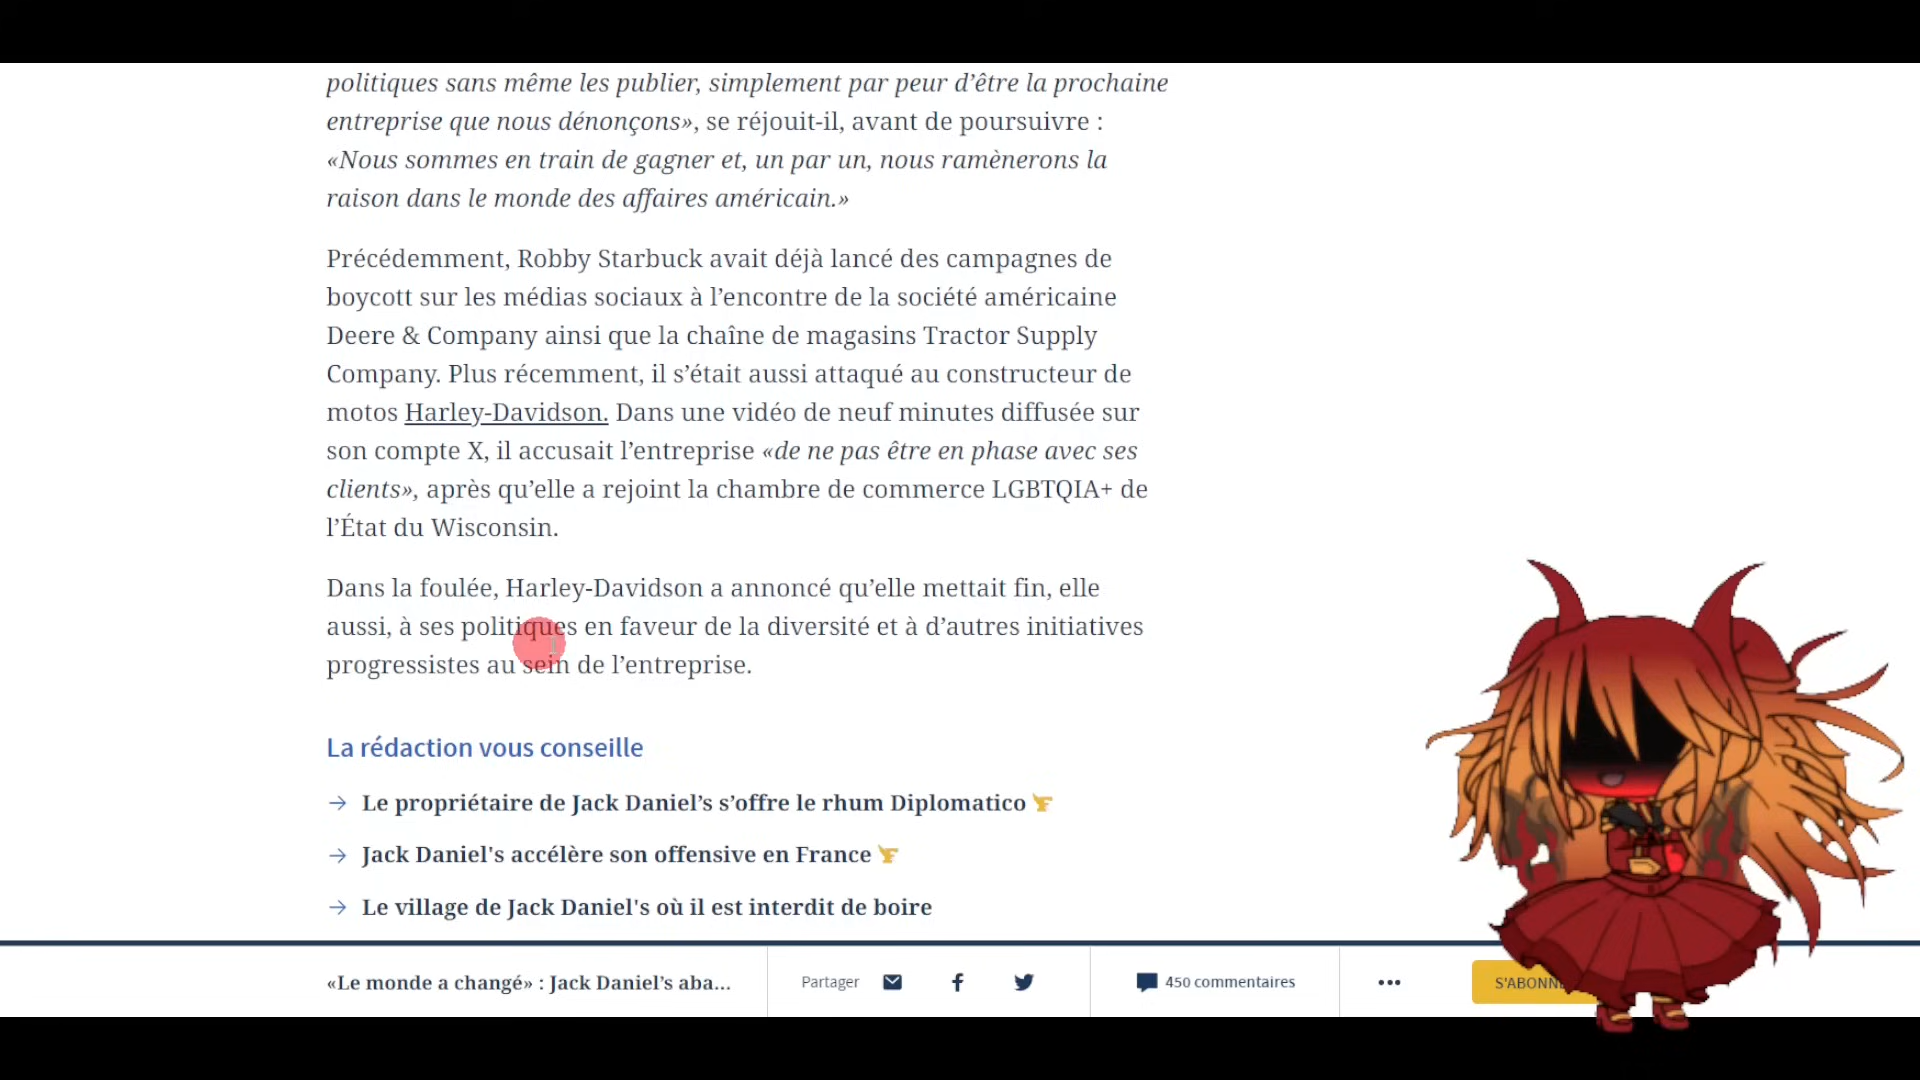 politiques sans même les publier, simplement par peur d’être la prochaine
entreprise que nous dénonçons», se réjouit-il, avant de poursuivre :
«Nous sommes en train de gagner et, un par un, nous ramènerons la
raison dans le monde des affaires américain.»
Précédemment, Robby Starbuck avait déjà lancé des campagnes de
boycott sur les médias sociaux à l’encontre de la société américaine
Deere & Company ainsi que la chaîne de magasins Tractor Supply
Company. Plus récemment, il s’était aussi attaqué au constructeur de
motos Harley-Davidson. Dans une vidéo de neuf minutes diffusée sur
son compte X, il accusait l’entreprise «de ne pas être en phase avec ses
clients», après qu’elle a rejoint la chambre de commerce LGBTQIA+ de
l’État du Wisconsin.
Dans la foulée, Harley-Davidson a annoncé qu’elle mettait fin, elle
aussi, à ses politiques en faveur de la diversité et à d’autres initiatives
progressistes au sein de l’entreprise.
La rédaction vous conseille
Le propriétaire de Jack Daniel’s s’offre le rhum Diplomatico
Jack Daniel's accélère son offensive en France
Le village de Jack Daniel's où il est interdit de boire
«Le monde a changé» : Jack Daniel’s aba...
Partager
450 commentaires